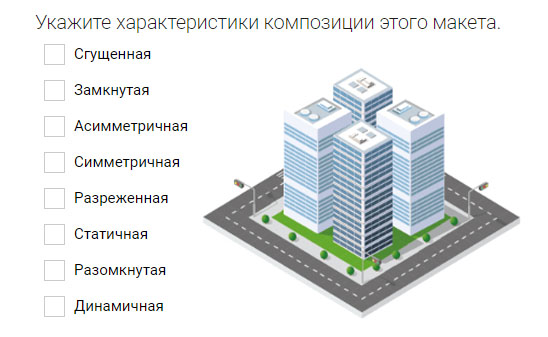 Укажите характеристики композиции этого макета.
Сгущенная
Замкнутая
Асимметричная
Симметричная
Разреженная
Статичная
Разомкнутая
Динамичная